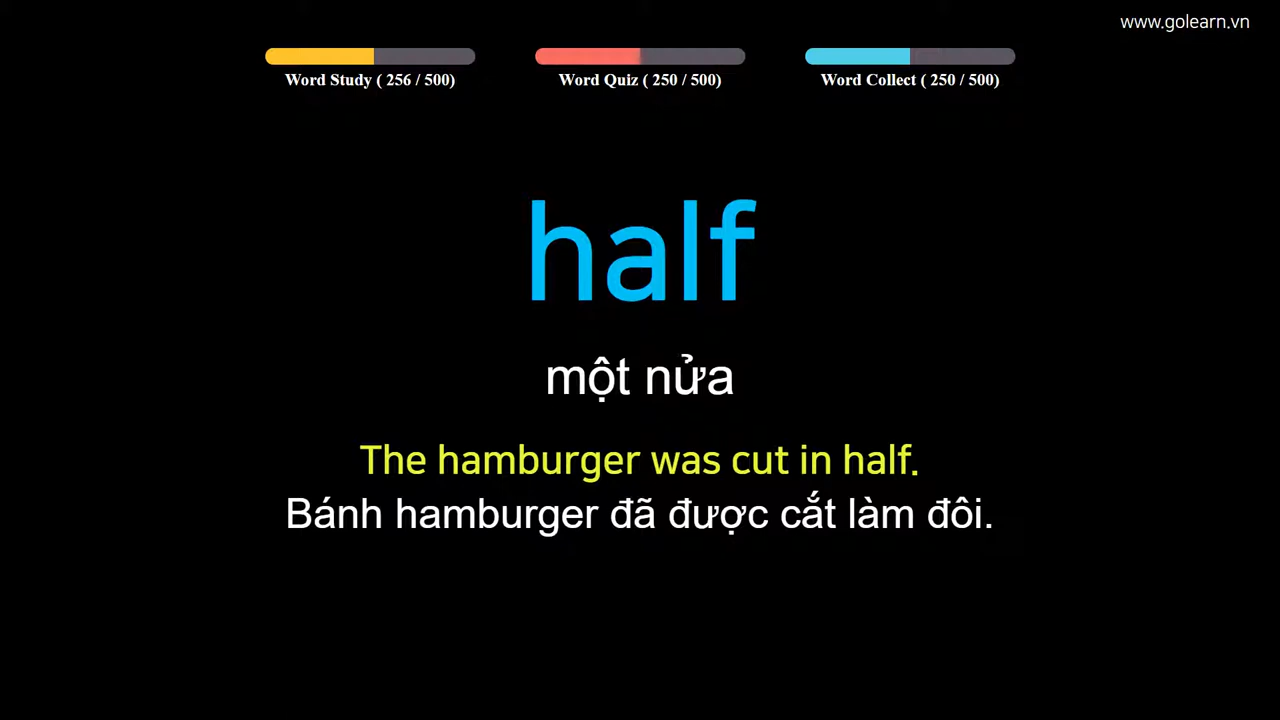 www.golearn.vn
Word Study ( 256 / 500)
Word Quiz ( 250 / 500)
Word Collect ( 250 / 500)
half
một nửa
The hamburger was cut in half.
Bánh hamburger đã được cắt làm đôi.